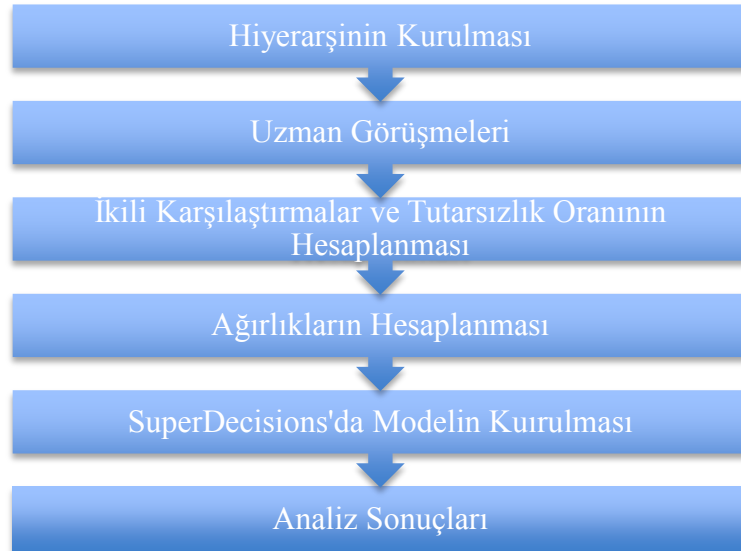 Hiyerarşinin Kurulması
Uzman Görüşmeleri
İkili Karşılaştırmalar ve Tutarsızlık Oranının
Hesaplanması
Ağırlıkların Hesaplanması
SuperDecisions'da Modelin Kuırulması
Analiz Sonuçları